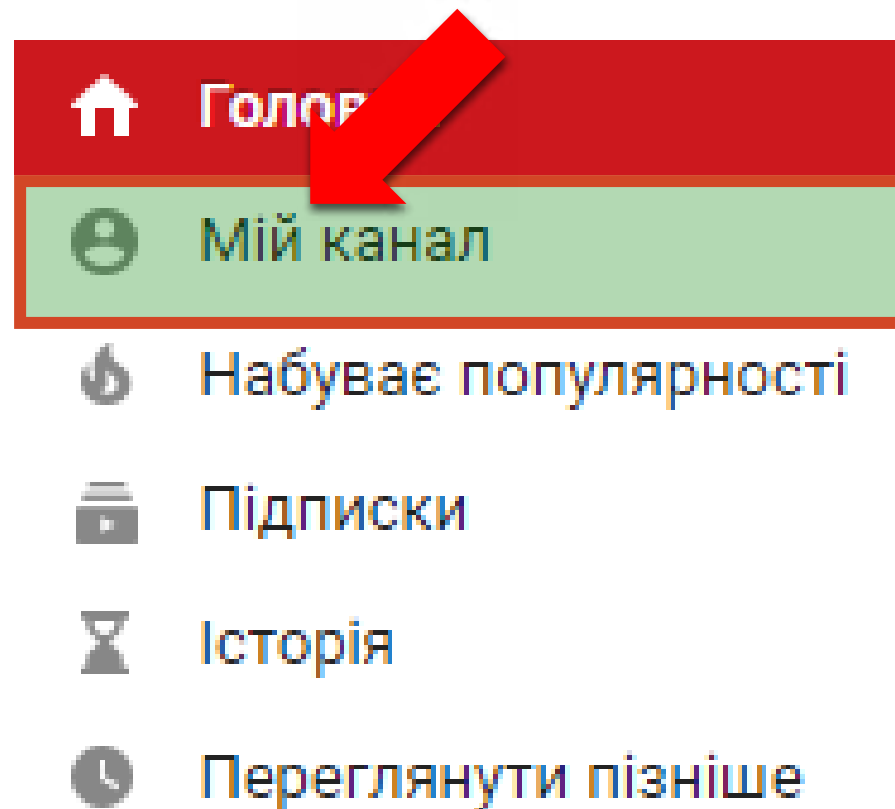 Мій канал
Набуває популярності
Підписки
Історія
Переглянути пізніше